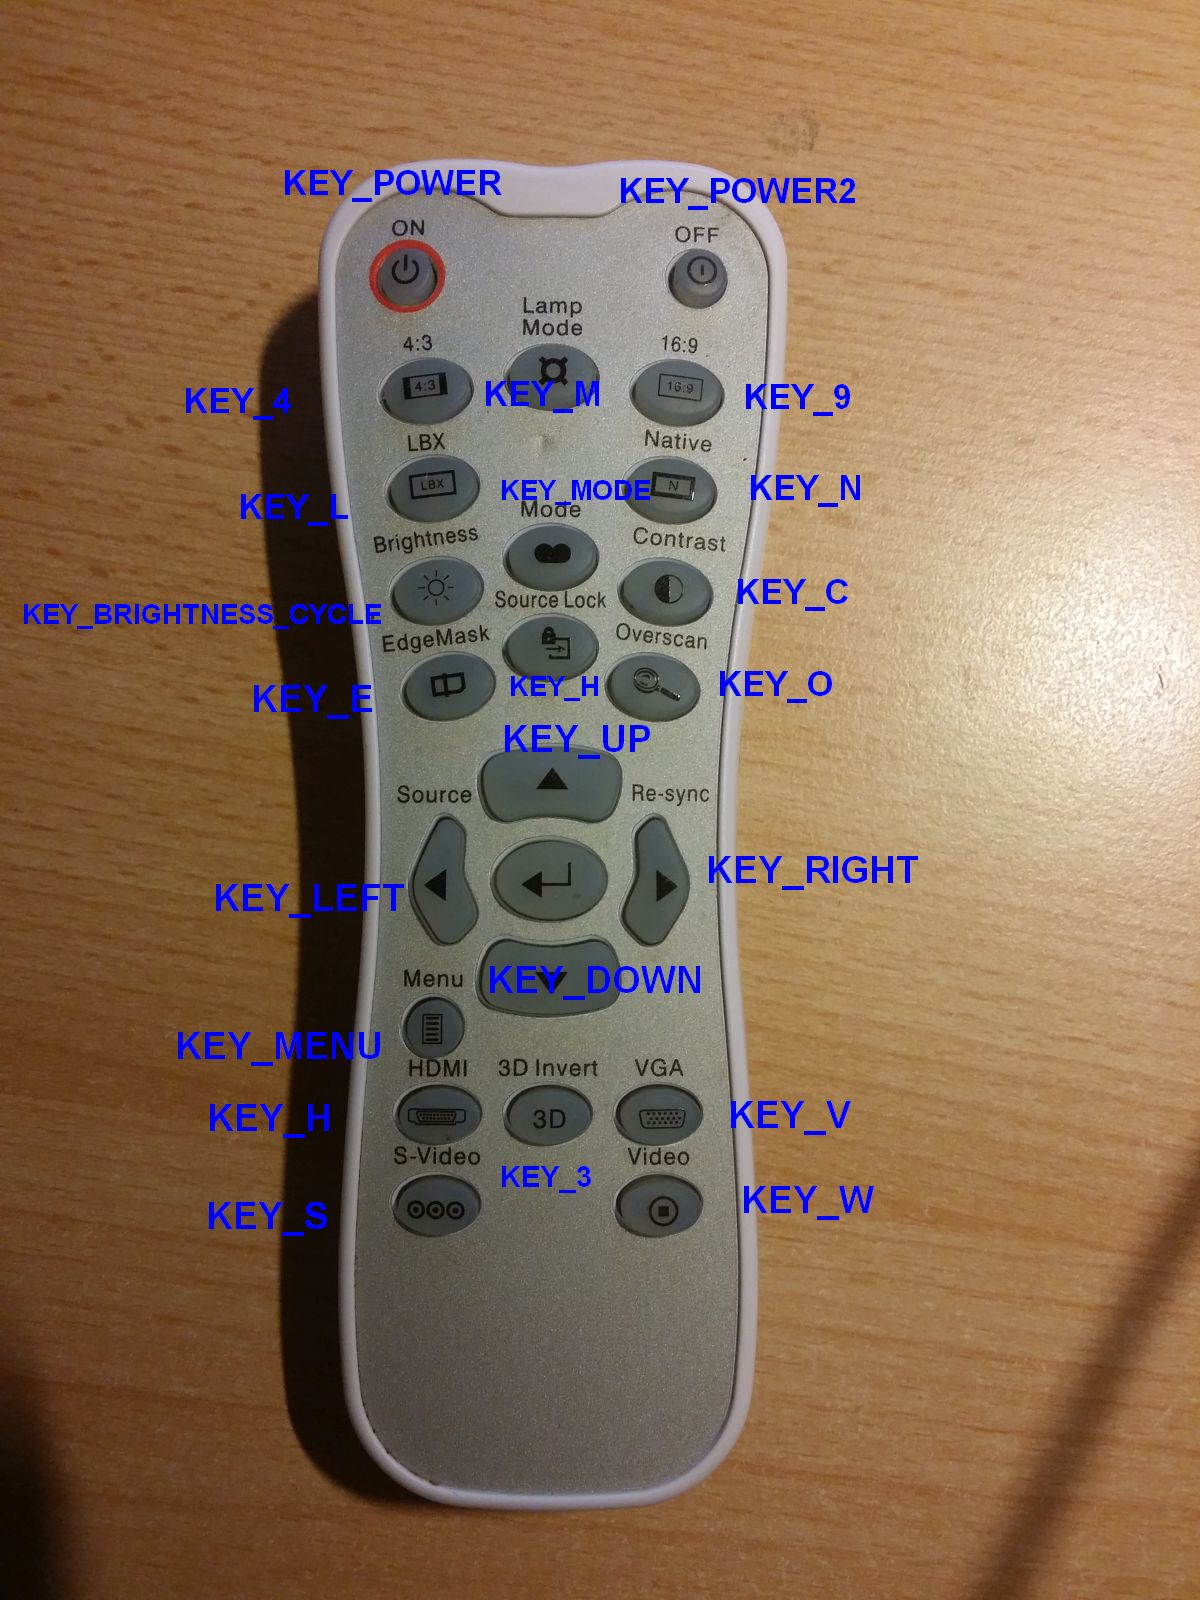 KEY_POWER
KEY_POWER2
ON
OFF
Lamp
Mode
4:3
16:9
4:3
16:9
KEY_4
KEY_M
KEY_9
LBX
Native
LBX
N
KEY_L
KEY_MODE
KEY_N
Mode
Brightness
Contrast
KEY_BRIGHTNESS_CYCLE
Source Lock
KEY_C
EdgeMask
Overscan
KEY_E
KEY_H
KEY_O
KEY_UP
Source
Re-sync
KEY_LEFT
KEY_RIGHT
Menu
KEY_DOWN
KEY_MENU
HDMI
3D Invert
VGA
KEY_H
3D
KEY_V
S-Video
KEY_3
Video
KEY_S
KEY_W